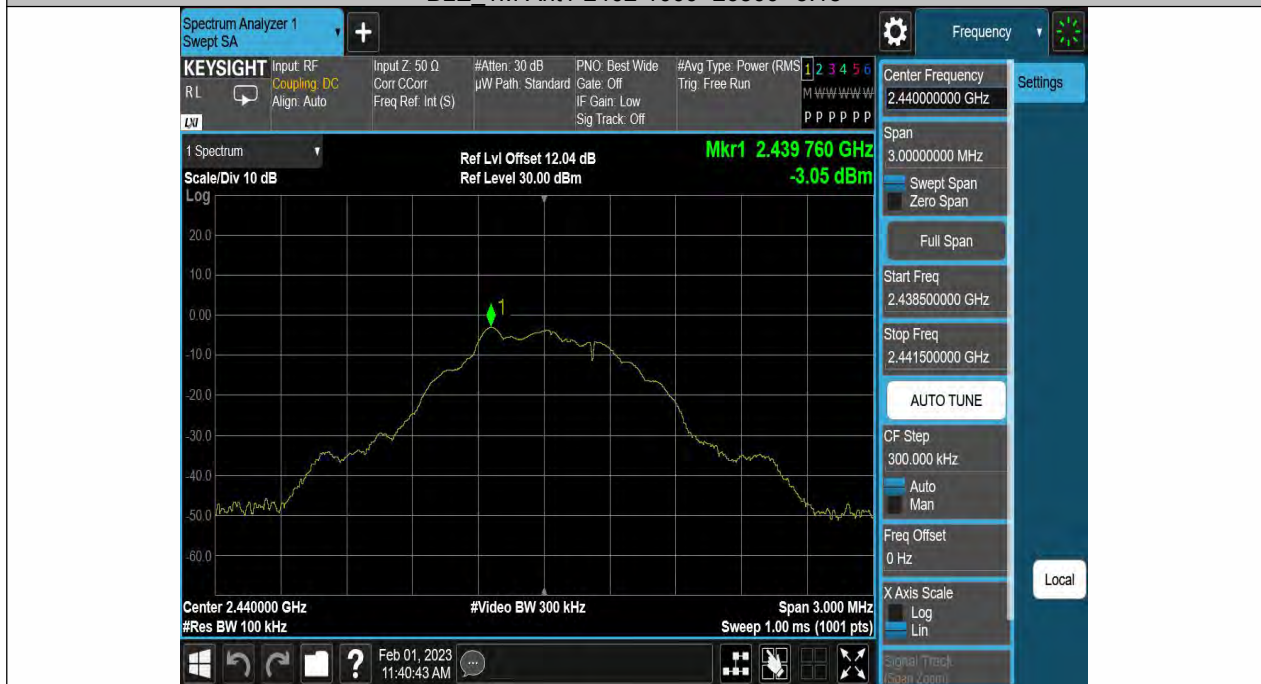 Spectrum Analyzer 1
Swept SA
Frequency
KEYSIGHT
RL
LXI
Input: RF
Coupling: DC
Align: Auto
Input Z: 50 Ω
Corr CCorr
Freq Ref: Int (S)
#Atten: 30 dB
µW Path: Standard
PNO: Best Wide
Gate: Off
IF Gain: Low
Sig Track: Off
#Avg Type: Power (RMS
Trig: Free Run
1 2 3 4 5 6
M W W W W W
P P P P P P
Center Frequency
2.440000000 GHz
Settings
1 Spectrum
Scale/Div 10 dB
Ref Lvl Offset 12.04 dB
Ref Level 30.00 dBm
Mkr1 2.439 760 GHz
-3.05 dBm
Log
20.0
10.0
0.00
-10.0
-20.0
-30.0
-40.0
-50.0
-60.0
1
Center 2.440000 GHz
#Res BW 100 kHz
#Video BW 300 kHz
Span 3.000 MHz
Sweep 1.00 ms (1001 pts)
Span
3.00000000 MHz
Swept Span
Zero Span
Full Span
Start Freq
2.438500000 GHz
Stop Freq
2.441500000 GHz
AUTO TUNE
CF Step
300.000 kHz
Auto
Man
Freq Offset
0 Hz
X Axis Scale
Log
Lin
Signal Track
(Span Zoom)
Local
?
Feb 01, 2023
11:40:43 AM